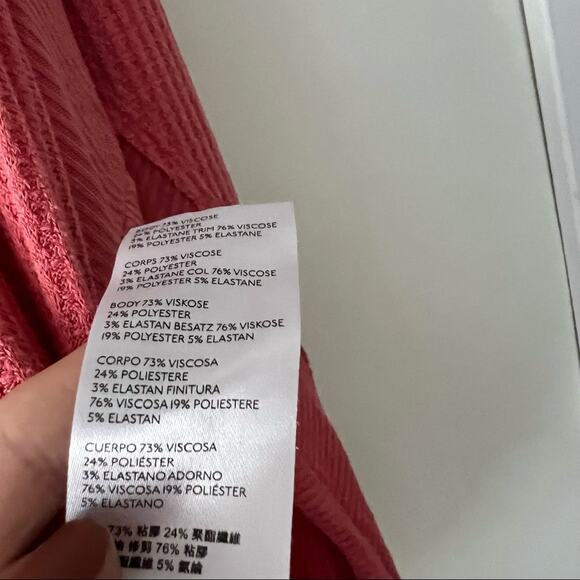 BODY 73% VISCOSE
24% POLYESTER
3% ELASTANE TRIM 76% VISCOSE
19% POLYESTER 5% ELASTANE
CORPS 73% VISCOSE
24% POLYESTER
3% ELASTANE COL 76% VISCOSE
19% POLYESTER 5% ELASTANE
BODY 73% VISKOSE
24% POLYESTER
3% ELASTAN BESATZ 76% VISKOSE
19% POLYESTER 5% ELASTAN
CORPO 73% VISCOSA
24% POLIESTERE
3% ELASTAN FINITURA
76% VISCOSA 19% POLIESTERE
5% ELASTAN
CUERPO 73% VISCOSA
24% POLIÉSTER
3% ELASTANO ADORNO
76% VISCOSA 19% POLIÉSTER
5% ELASTANO
73% 粘膠 24% 聚酯纖維
修剪 76% 粘膠
纖維 5% 氨綸